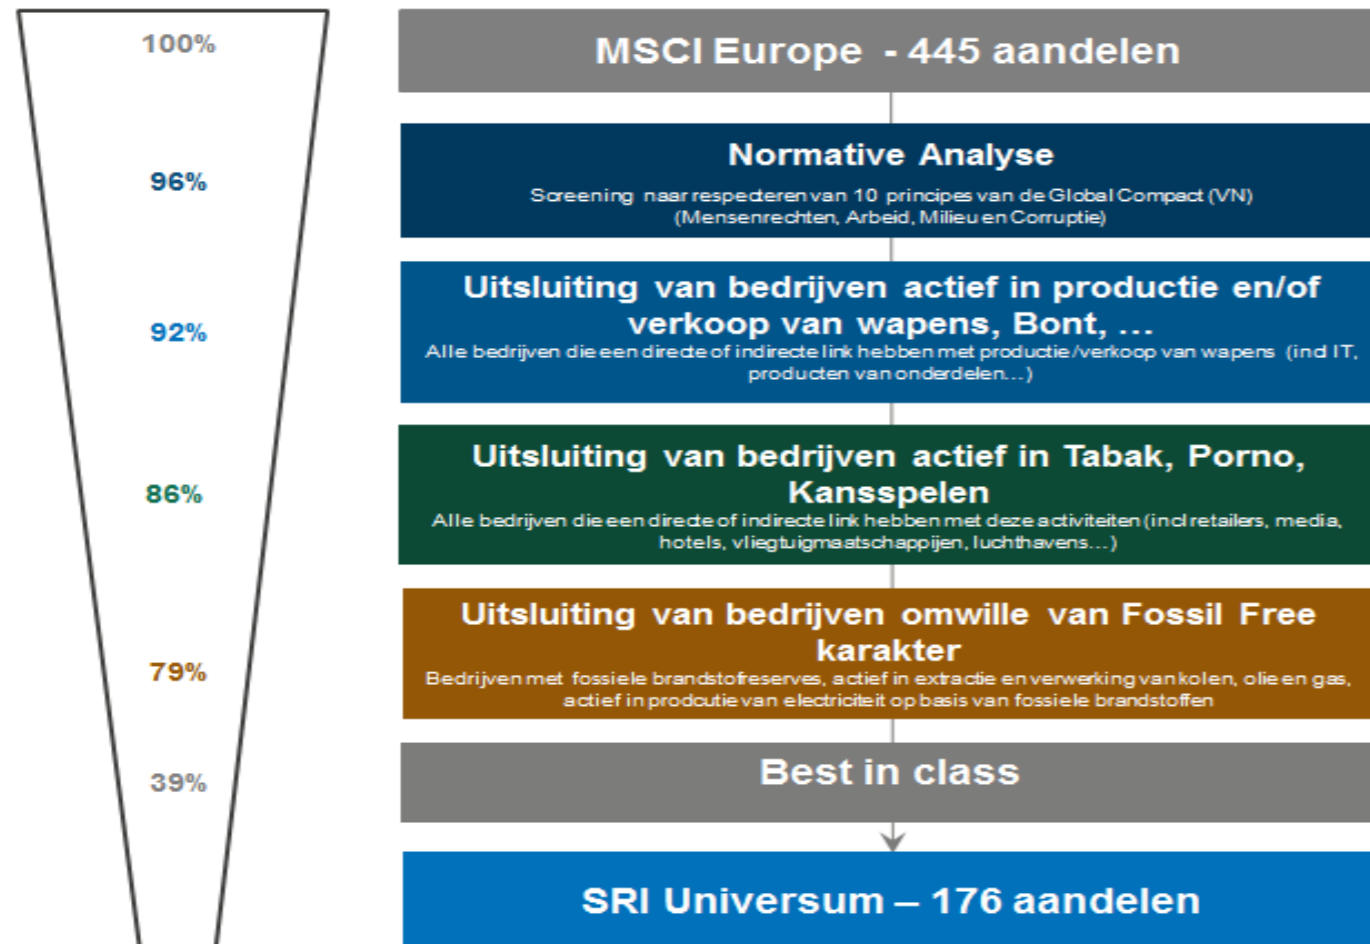 100%
MSCI Europe - 445 aandelen
96%
Normative Analyse
Screening naar respecteren van 10 principes van de Global Compact (VN)
(Mensenrechten, Arbeid, Milieu en Corruptie)
92%
Uitsluiting van bedrijven actief in productie en/of
verkoop van wapens, Bont, ...
Alle bedrijven die een directe of indirecte link hebben met productie/verkoop van wapens (incl IT,
producten van onderdelen...)
86%
Uitsluiting van bedrijven actief in Tabak, Porno,
Kansspelen
Alle bedrijven die een directe of indirecte link hebben met deze activiteiten (incl retailers, media,
hotels, vliegtuigmaatschappijen, luchthavens...)
79%
Uitsluiting van bedrijven omwille van Fossil Free
karakter
Bedrijven met fossiele brandstofreserves, actief in extractie en verwerking van kolen, olie en gas,
actief in prodcutie van electriciteit op basis van fossiele brandstoffen
39%
Best in class
SRI Universum – 176 aandelen